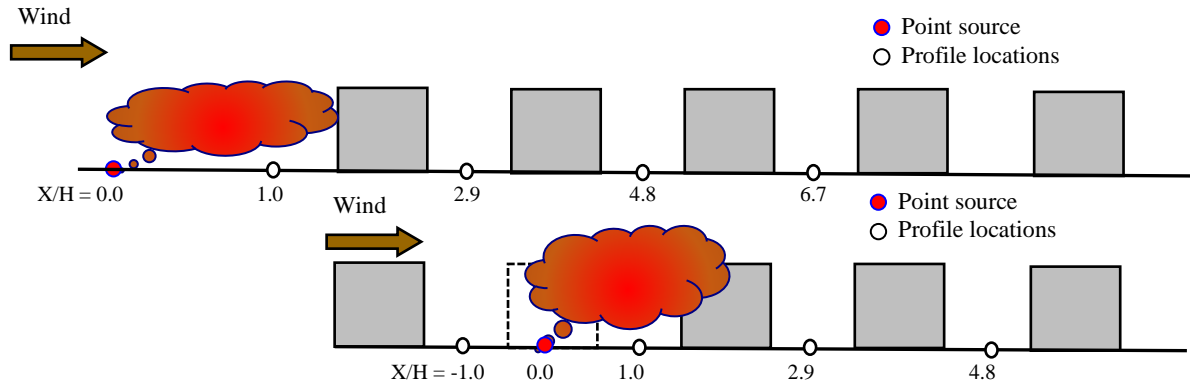 Wind
Point source
Profile locations
X/H = 0.0 1.0 2.9 4.8 6.7
Wind
Point source
Profile locations
X/H = -1.0 0.0 1.0 2.9 4.8